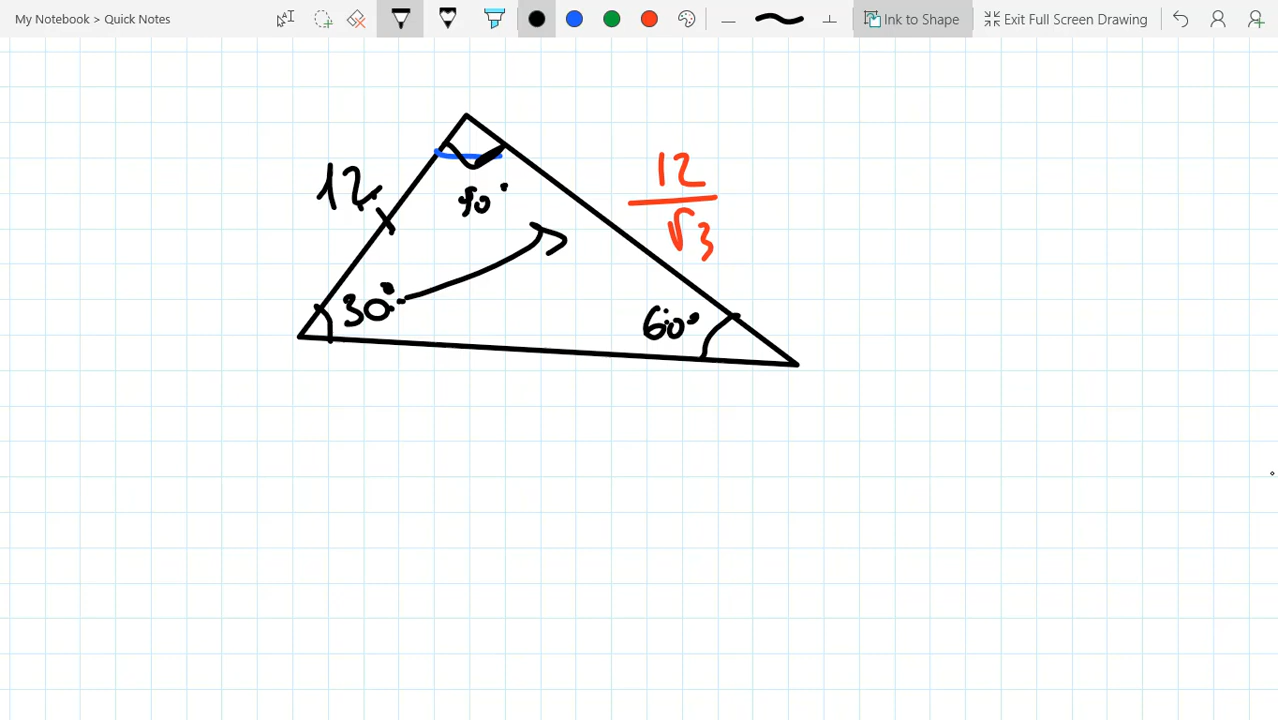 My Notebook > Quick Notes
Ink to Shape
Exit Full Screen Drawing
12
90°
12
√3
30°
60°